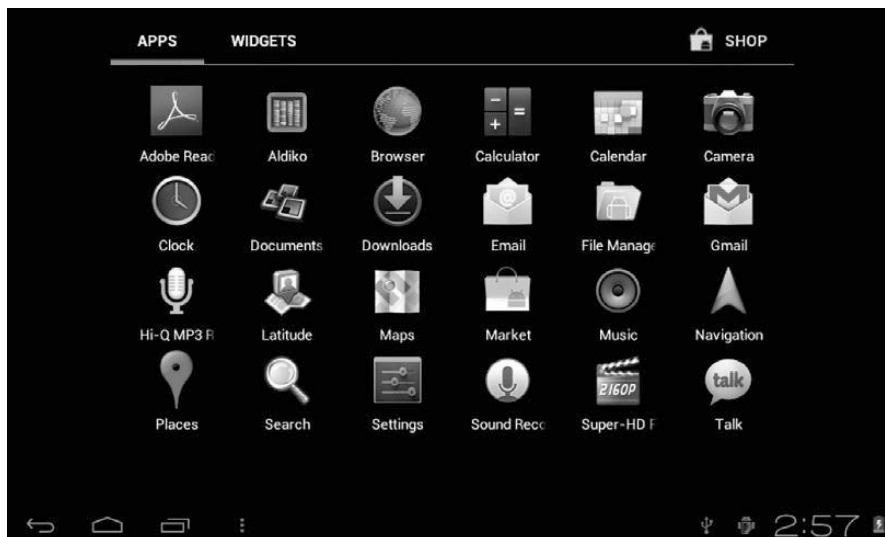 APPS WIDGETS SHOP
Adobe Read Aldiko Browser Calculator Calendar Camera
Clock Documents Downloads Email File Manage Gmail
Hi-Q MP3 R Latitude Maps Market Music Navigation
2160P talk
Places Search Settings Sound Reco Super-HD F Talk
2:57